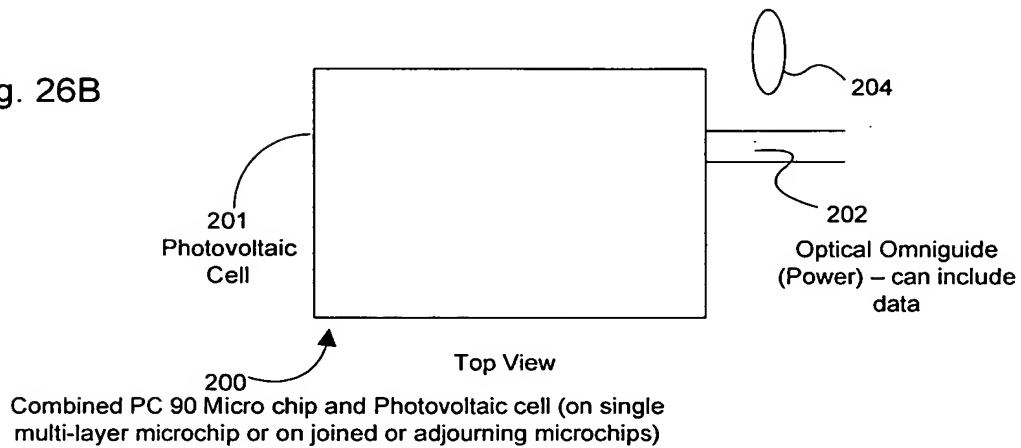 g. 26B
204
201
Photovoltaic
Cell
202
Optical Omniguide
(Power) – can include
data
Top View
200
Combined PC 90 Micro chip and Photovoltaic cell (on single
multi-layer microchip or on joined or adjourning microchips)